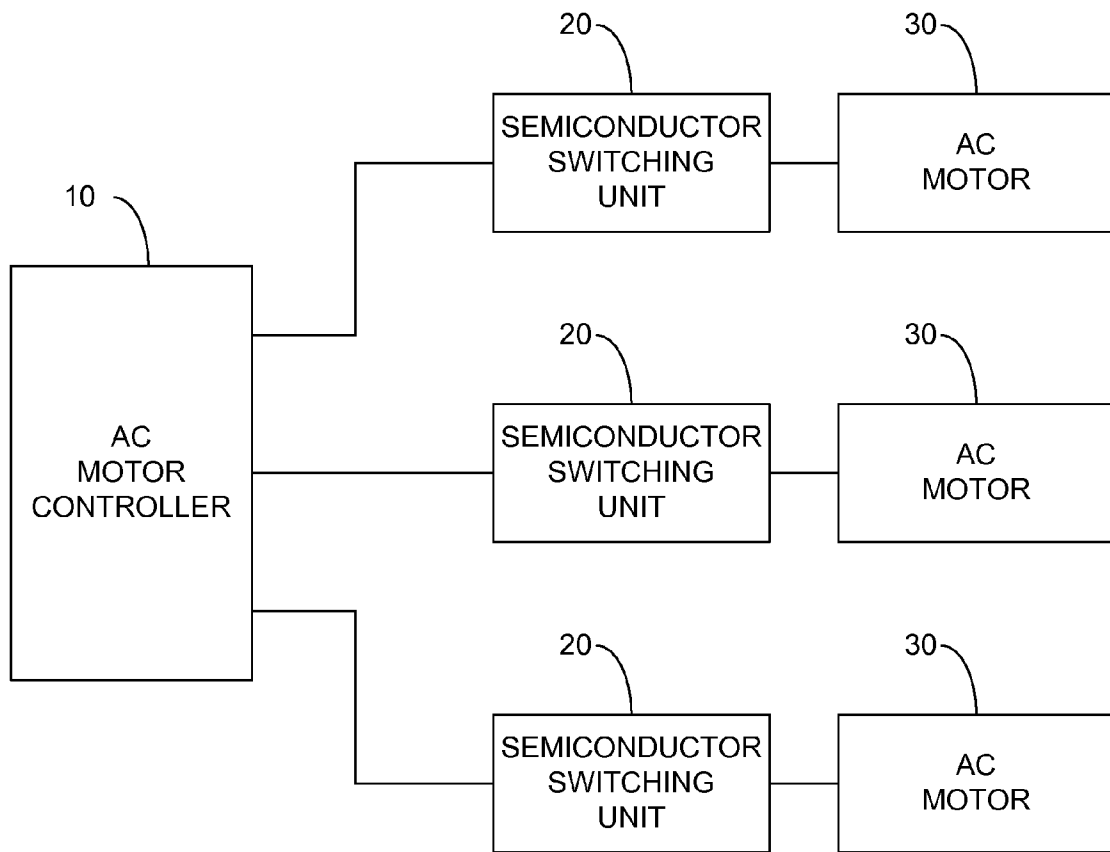 20
30
SEMICONDUCTOR
SWITCHING
UNIT
AC
MOTOR
10
20
30
AC
MOTOR
CONTROLLER
SEMICONDUCTOR
SWITCHING
UNIT
AC
MOTOR
20
30
SEMICONDUCTOR
SWITCHING
UNIT
AC
MOTOR